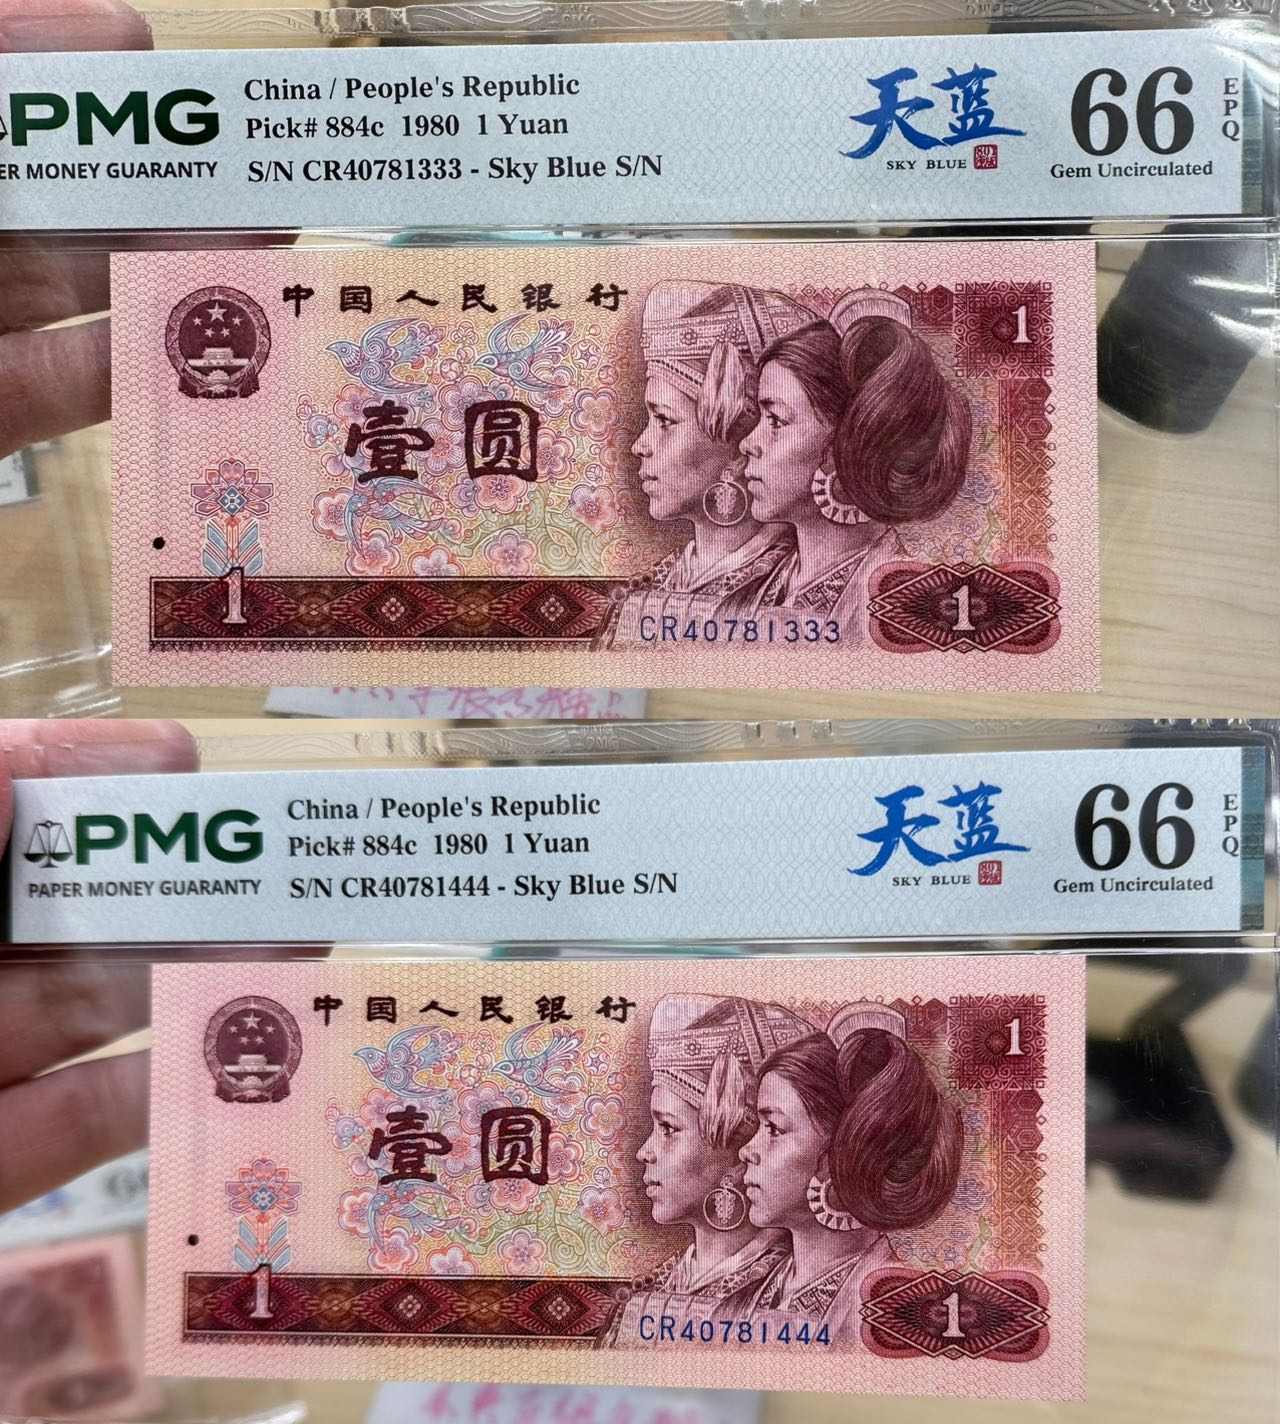 PMG
PER MONEY GUARANTY
China / People's Republic
Pick# 884c 1980 1 Yuan
S/N CR40781333 - Sky Blue S/N
天蓝
SKY BLUE
66
EPQ
Gem Uncirculated
中国人民银行
1
壹圆
1
CR40781333
1
PMG
PAPER MONEY GUARANTY
China / People's Republic
Pick# 884c 1980 1 Yuan
S/N CR40781444 - Sky Blue S/N
天蓝
SKY BLUE
66
EPQ
Gem Uncirculated
中国人民银行
1
壹圆
1
CR40781444
1